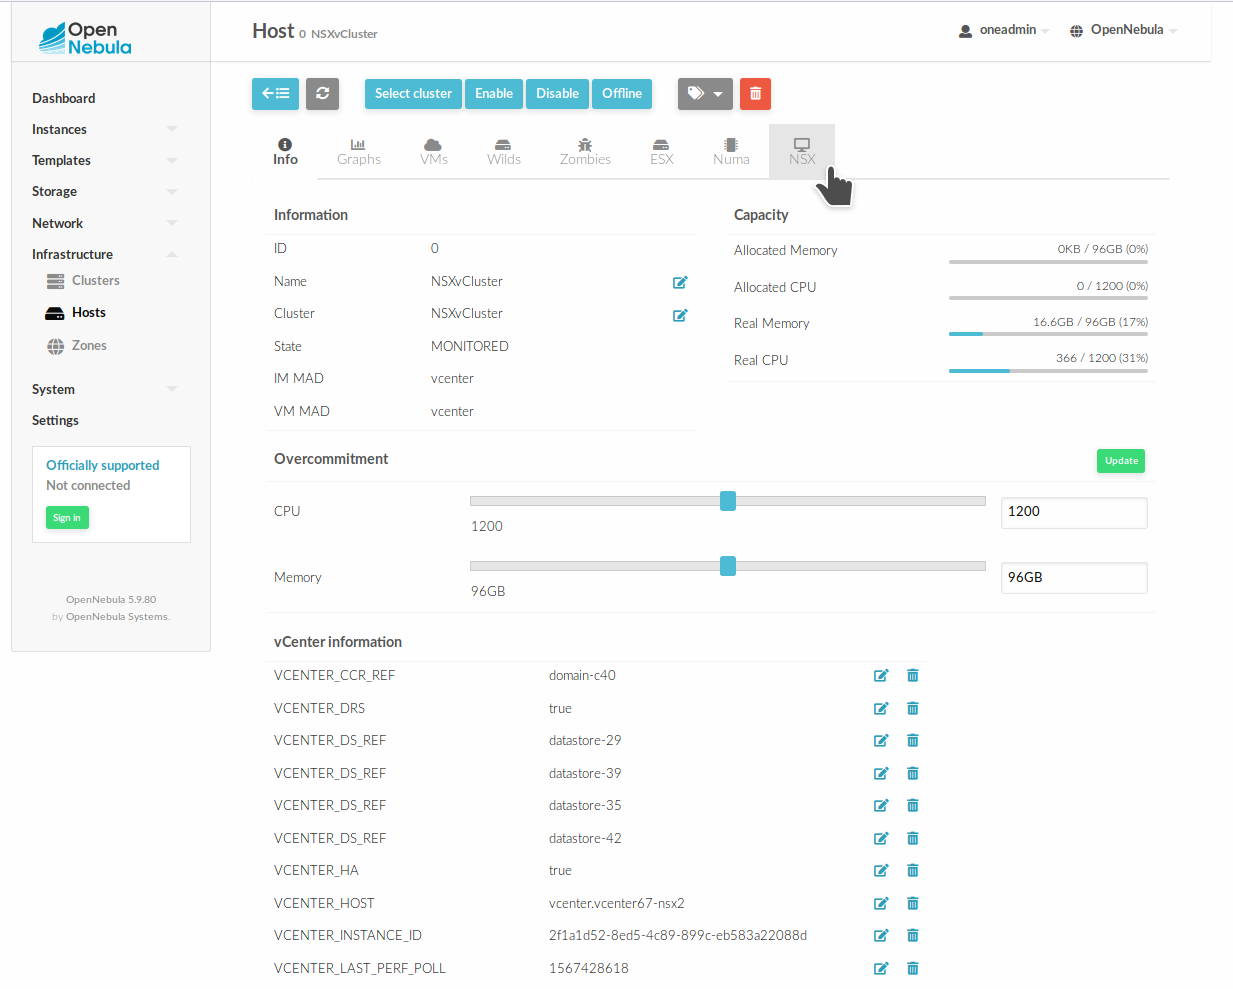 Open
Nebula
Host 0 NSXvCluster
oneadmin
OpenNebula
Dashboard
Instances
Templates
Storage
Network
Infrastructure
Clusters
Hosts
Zones
System
Settings
Officially supported
Not connected
Sign in
OpenNebula 5.9.80
by OpenNebula Systems.
Select cluster Enable Disable Offline
Info Graphs VMs Wilds Zombies ESX Numa NSX
Information
ID 0
Name NSXvCluster
Cluster NSXvCluster
State MONITORED
IM MAD vcenter
VM MAD vcenter
Capacity
Allocated Memory 0KB / 96GB (0%)
Allocated CPU 0 / 1200 (0%)
Real Memory 16.6GB / 96GB (17%)
Real CPU 366 / 1200 (31%)
Overcommitment Update
CPU 1200 1200
Memory 96GB 96GB
vCenter information
VCENTER_CCR_REF domain-c40
VCENTER_DRS true
VCENTER_DS_REF datastore-29
VCENTER_DS_REF datastore-39
VCENTER_DS_REF datastore-35
VCENTER_DS_REF datastore-42
VCENTER_HA true
VCENTER_HOST vcenter.vcenter67-nsx2
VCENTER_INSTANCE_ID 2f1a1d52-8ed5-4c89-899c-eb583a22088d
VCENTER_LAST_PERF_POLL 1567428618